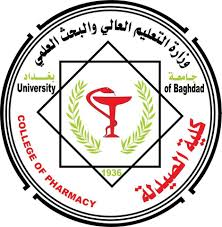 وزارة التعليم العالي والبحث العلمي
جامعة بغداد
University of Baghdad
1936
كلية الصيدلة
COLLEGE OF PHARMACY